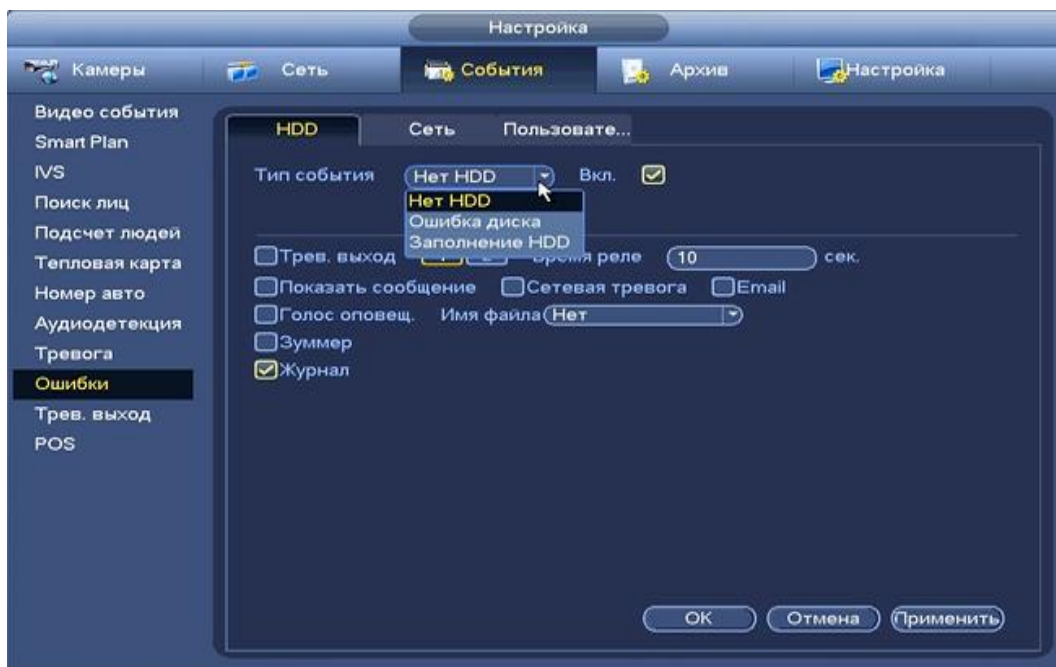 Настройка
Камеры Сеть События Архив Настройка
Видео события
Smart Plan
IVS
Поиск лиц
Подсчет людей
Тепловая карта
Номер авто
Аудиодетекция
Тревога
Ошибки
Трев. выход
POS
HDD Сеть Пользовате...
Тип события Нет HDD Вкл.
Нет HDD
Ошибка диска
Заполнение HDD
Трев. выход реле 10 сек.
Показать сообщение Сетевая тревога Email
Голос оповещ. Имя файла Нет
Зуммер
Журнал
OK Отмена Применить